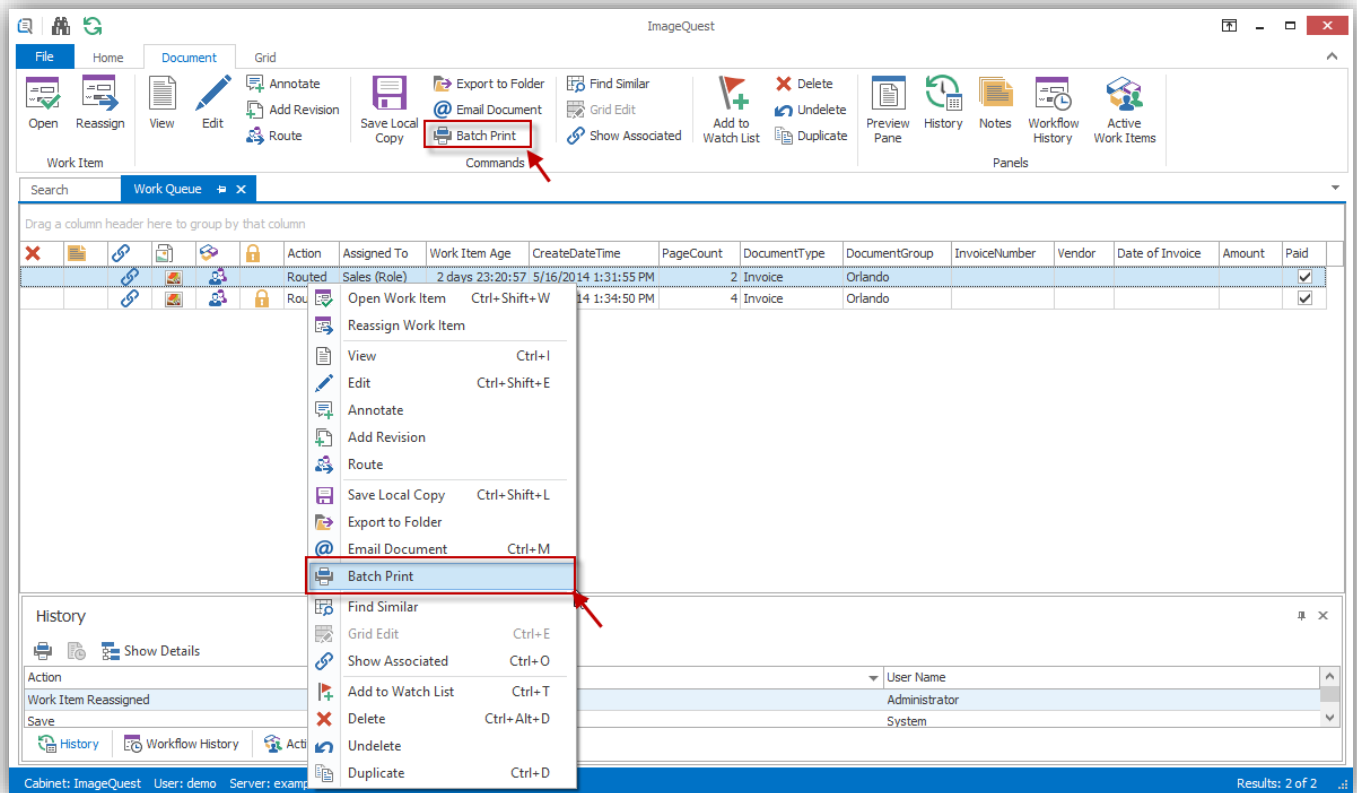 ImageQuest
File Home Document Grid
Open Reassign View Edit Annotate Add Revision Route Save Local Copy Export to Folder Email Document Batch Print Find Similar Grid Edit Show Associated Add to Watch List Delete Undelete Duplicate Preview Pane History Notes Workflow History Active Work Items
Work Item Commands Panels
Search Work Queue
Drag a column header here to group by that column
Action Assigned To Work Item Age CreateDateTime PageCount DocumentType DocumentGroup InvoiceNumber Vendor Date of Invoice Amount Paid
Routed Sales (Role) 2 days 23:20:57 5/16/2014 1:31:55 PM 2 Invoice Orlando
Rou 14 1:34:50 PM 4 Invoice Orlando
Open Work Item Ctrl+Shift+W
Reassign Work Item
View Ctrl+I
Edit Ctrl+Shift+E
Annotate
Add Revision
Route
Save Local Copy Ctrl+Shift+L
Export to Folder
Email Document Ctrl+M
Batch Print
Find Similar
Grid Edit Ctrl+E
Show Associated Ctrl+O
Add to Watch List Ctrl+T
Delete Ctrl+Alt+D
Undelete
Duplicate Ctrl+D
History
Show Details
Action User Name
Work Item Reassigned Administrator
Save System
History Workflow History Acti
Cabinet: ImageQuest User: demo Server: examp Results: 2 of 2